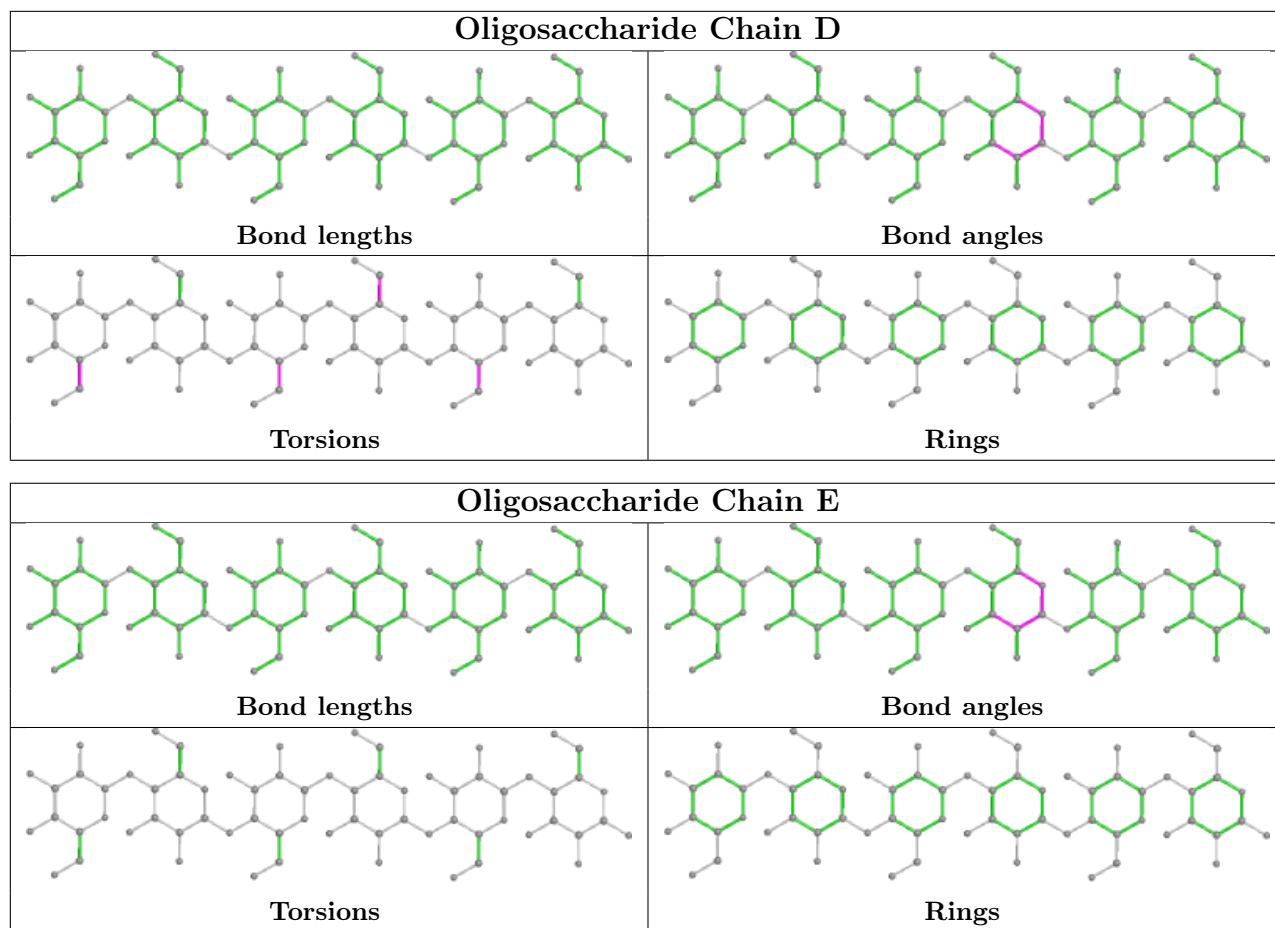 Oligosaccharide Chain D
Bond lengths
Bond angles
Torsions
Rings
Oligosaccharide Chain E
Bond lengths
Bond angles
Torsions
Rings